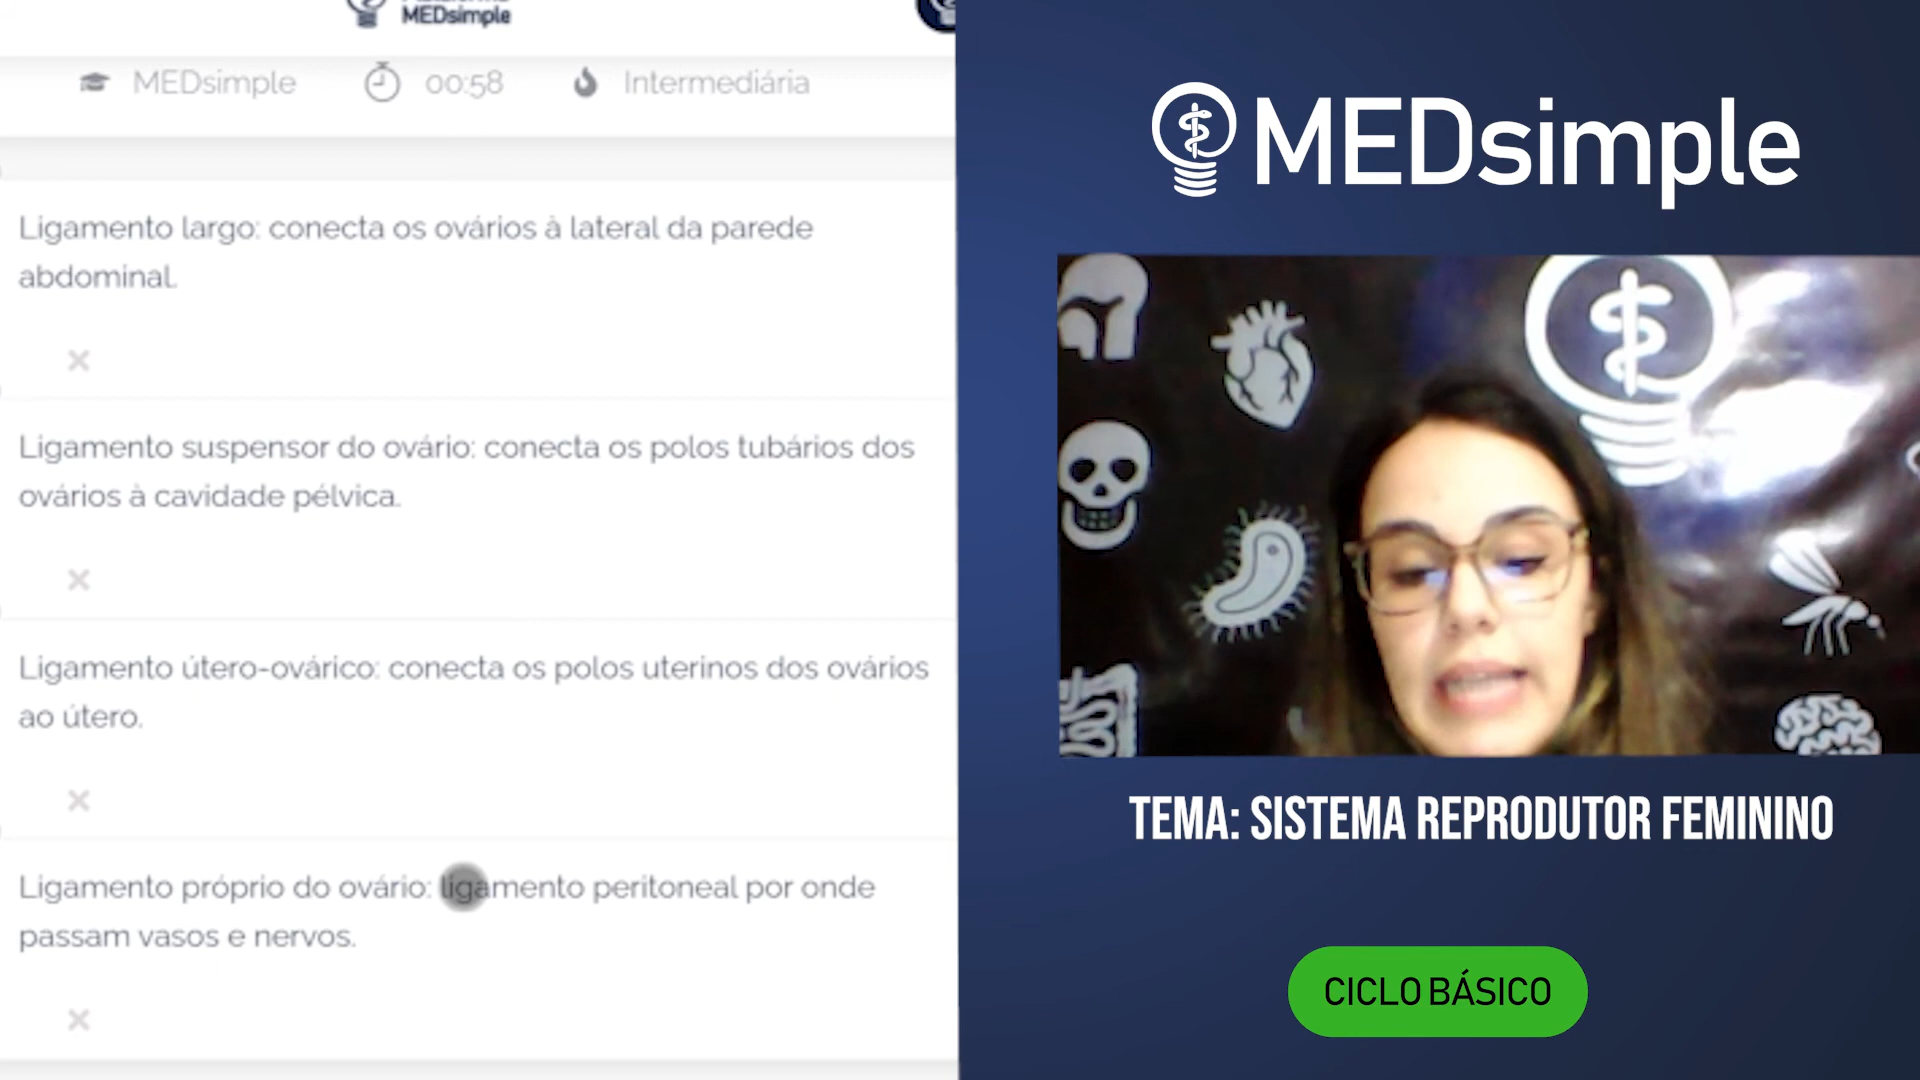 MEDsimple
MEDsimple
00:58
Intermediária
Ligamento largo: conecta os ovários à lateral da parede
abdominal.
Ligamento suspensor do ovário: conecta os polos tubários dos
ovários à cavidade pélvica.
Ligamento útero-ovárico: conecta os polos uterinos dos ovários
ao útero.
Ligamento próprio do ovário: ligamento peritoneal por onde
passam vasos e nervos.
MEDsimple
TEMA: SISTEMA REPRODUTOR FEMININO
CICLO BÁSICO